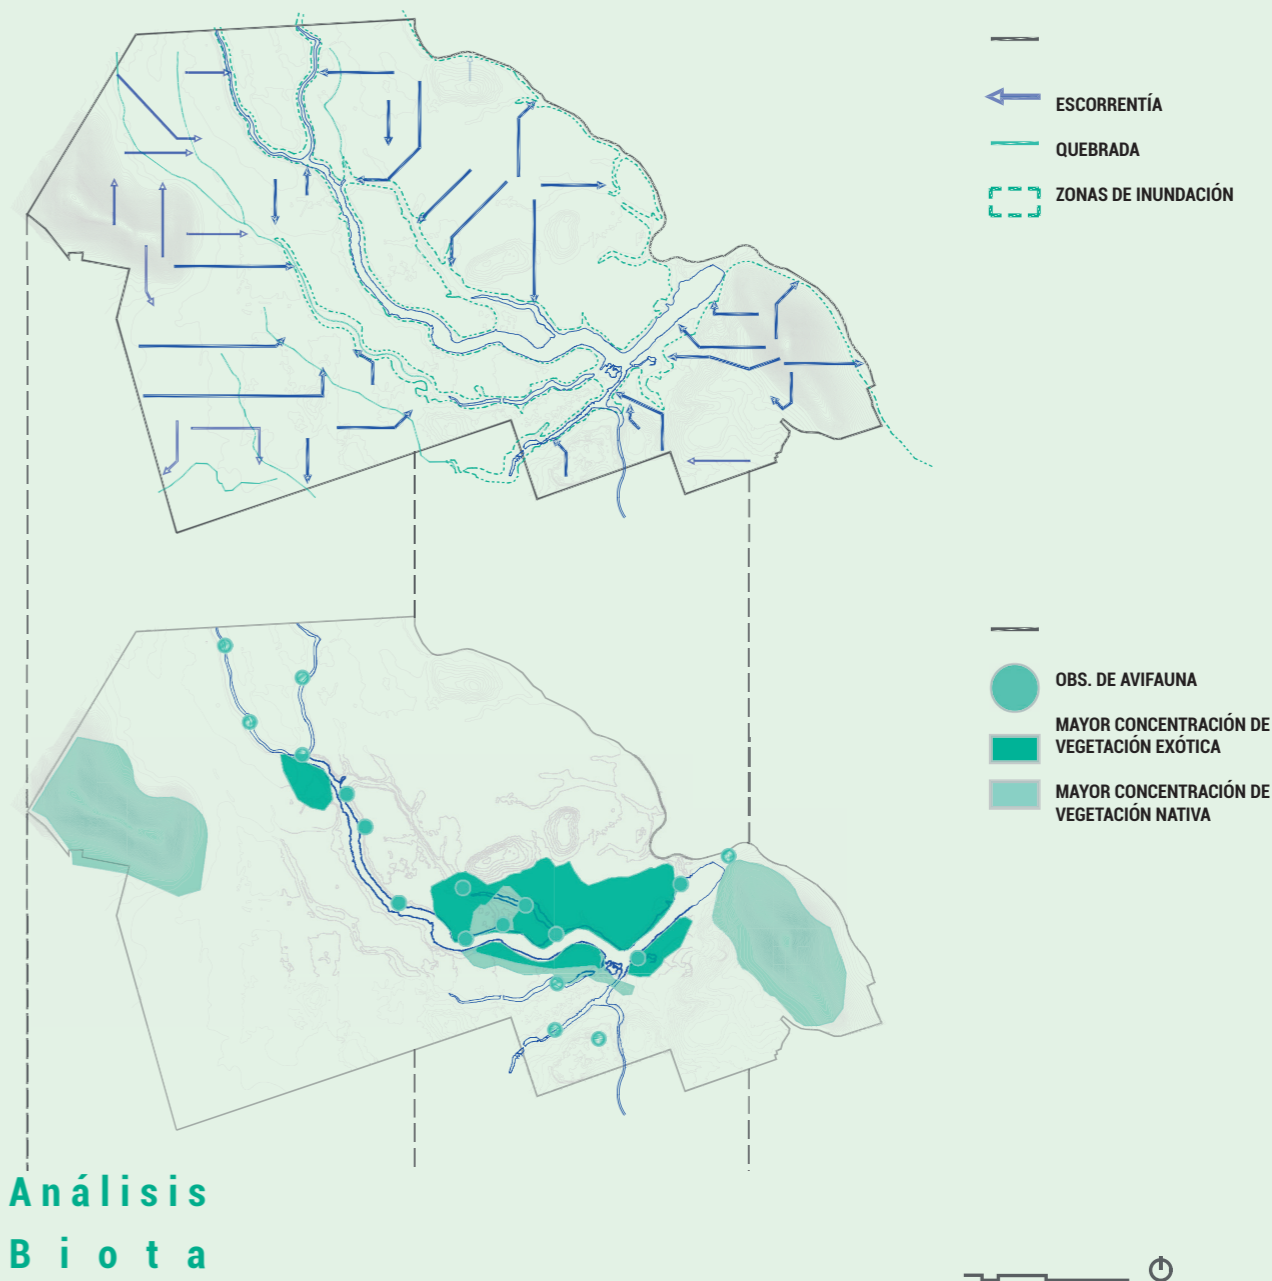 ESCORRENTÍA
QUEBRADA
ZONAS DE INUNDACIÓN
OBS. DE AVIFAUNA
MAYOR CONCENTRACIÓN DE
VEGETACIÓN EXÓTICA
MAYOR CONCENTRACIÓN DE
VEGETACIÓN NATIVA
Análisis
Biota